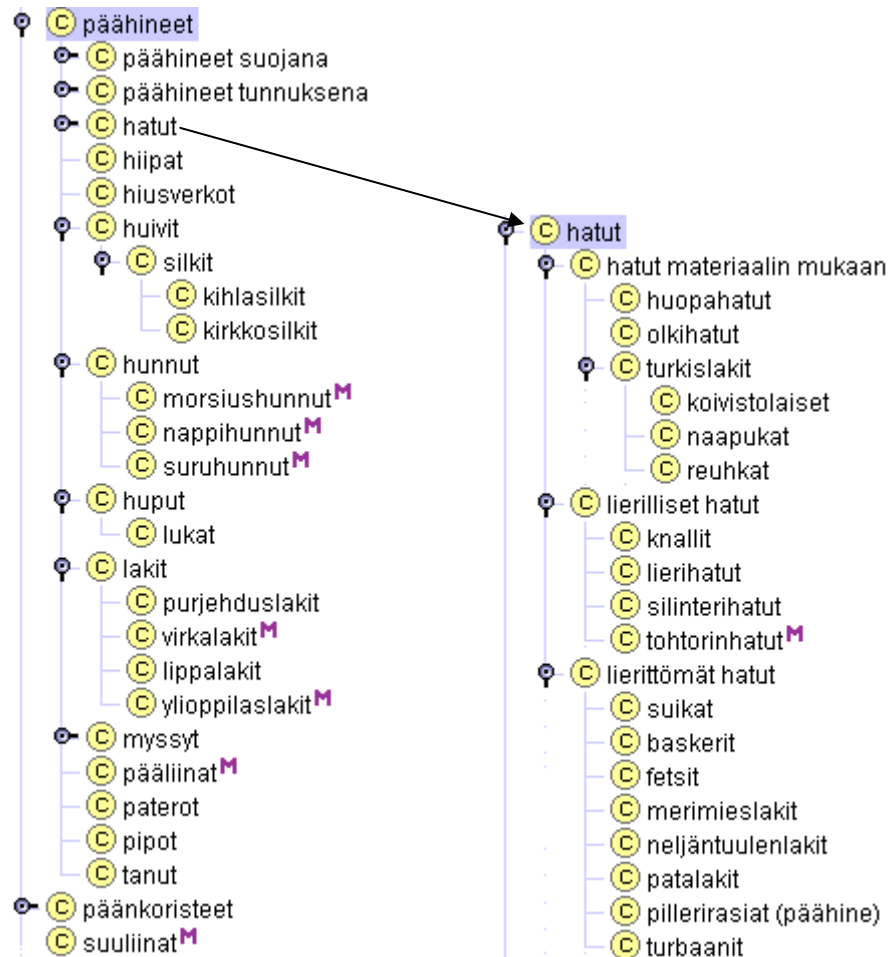 C päähineet
C päähineet suojana
C päähineet tunnuksena
C hatut
C hiipat
C hiusverkot
C huivit
C silkit
C kihlasilkit
C kirkkosilkit
C hunnut
C morsiushunnut M
C nappihunnut M
C suruhunnut M
C huput
C lukat
C lakit
C purjehduslakit
C virkalakit M
C lippalakit
C ylioppilaslakit M
C myssyt
C pääliinat M
C paterot
C pipot
C tanut
C päänkoristeet
C suuliinat M
C hatut
C hatut materiaalin mukaan
C huopahatut
C olkihatut
C turkislakit
C koivistolaiset
C naapukat
C reuhkat
C lierilliset hatut
C knallit
C lierihatut
C silinterihatut
C tohtorinhatut M
C lierittömät hatut
C suikat
C baskerit
C fetsit
C merimieslakit
C neljäntuulenlakit
C patalakit
C pillerirasiat (päähine)
C turbaanit